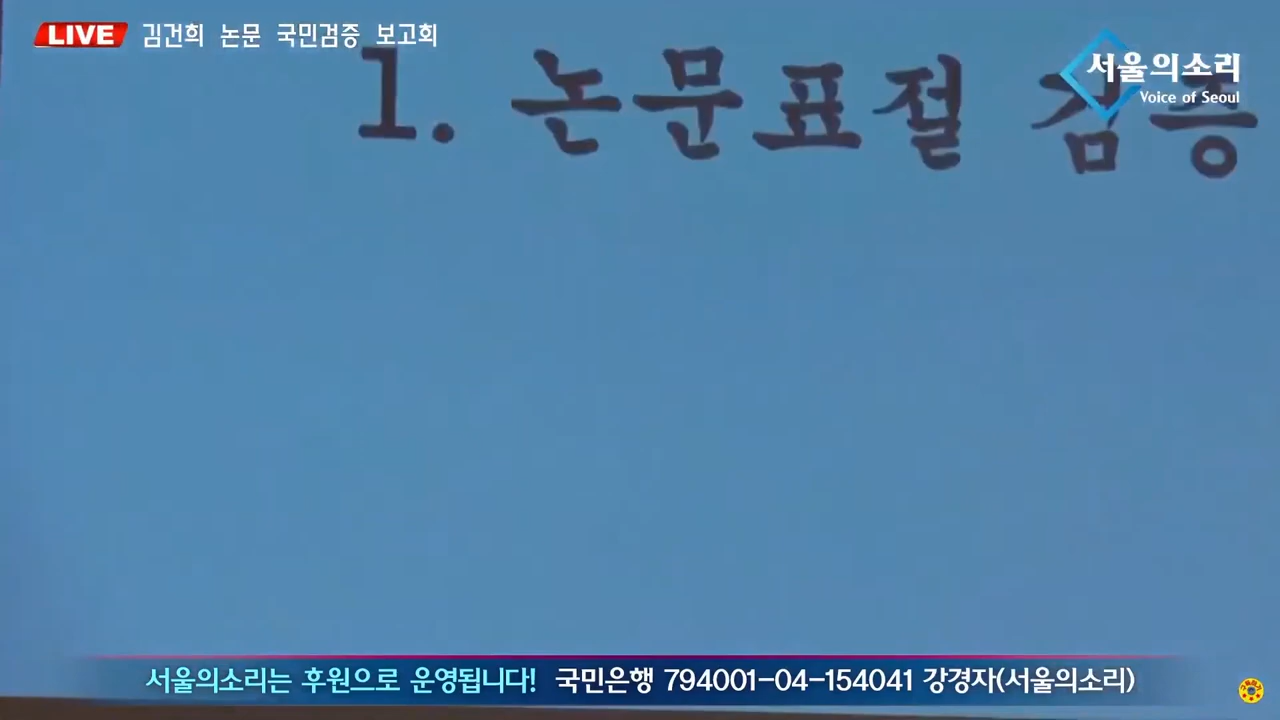 LIVE 김건희 논문 국민검증 보고회
서울의소리
Voice of Seoul
1. 논문표절 검증
서울의소리는 후원으로 운영됩니다! 국민은행 794001-04-154041 강경자(서울의소리)